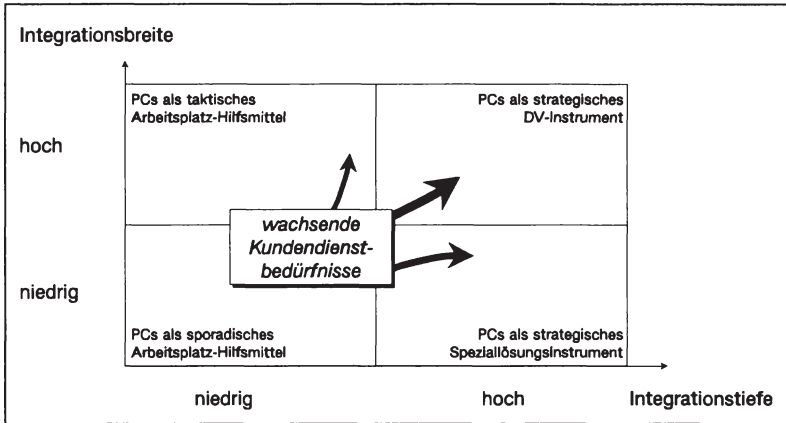 Integrationsbreite
PCs als taktisches
Arbeitsplatz-Hilfsmittel
PCs als strategisches
DV-Instrument
hoch
wachsende
Kundendienst-
bedürfnisse
niedrig
PCs als sporadisches
Arbeitsplatz-Hilfsmittel
PCs als strategisches
Speziallösungsinstrument
niedrig
hoch
Integrationstiefe